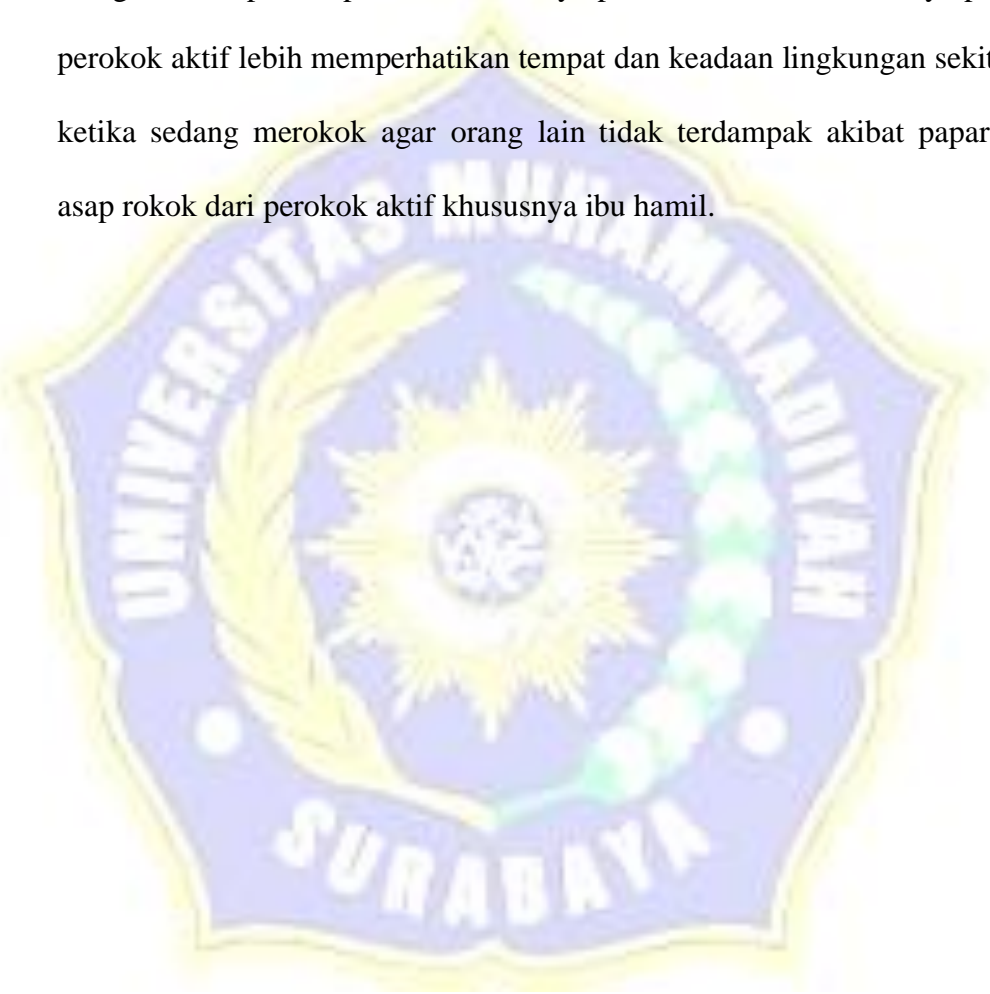 perokok aktif lebih memperhatikan tempat dan keadaan lingkungan sekit
ketika sedang merokok agar orang lain tidak terdampak akibat papar
asap rokok dari perokok aktif khususnya ibu hamil.
UNIVERSITAS MUHAMMADIYAH
SURABAYA